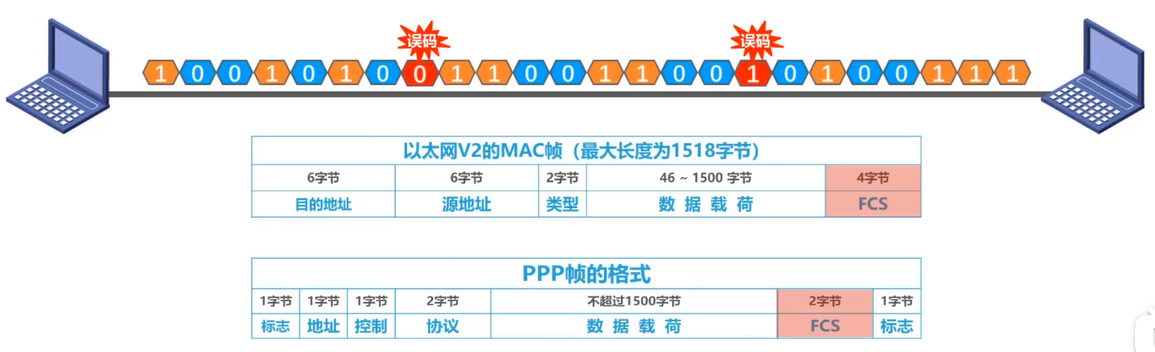 误码 误码
1 0 0 1 0 1 0 0 1 1 0 0 1 1 0 0 1 0 1 0 0 1 1 1
以太网V2的MAC帧（最大长度为1518字节）
6字节 6字节 2字节 46 ~ 1500 字节 4字节
目的地址 源地址 类型 数 据 载 荷 FCS
PPP帧的格式
1字节 1字节 1字节 2字节 不超过1500字节 2字节 1字节
标志 地址 控制 协议 数 据 载 荷 FCS 标志